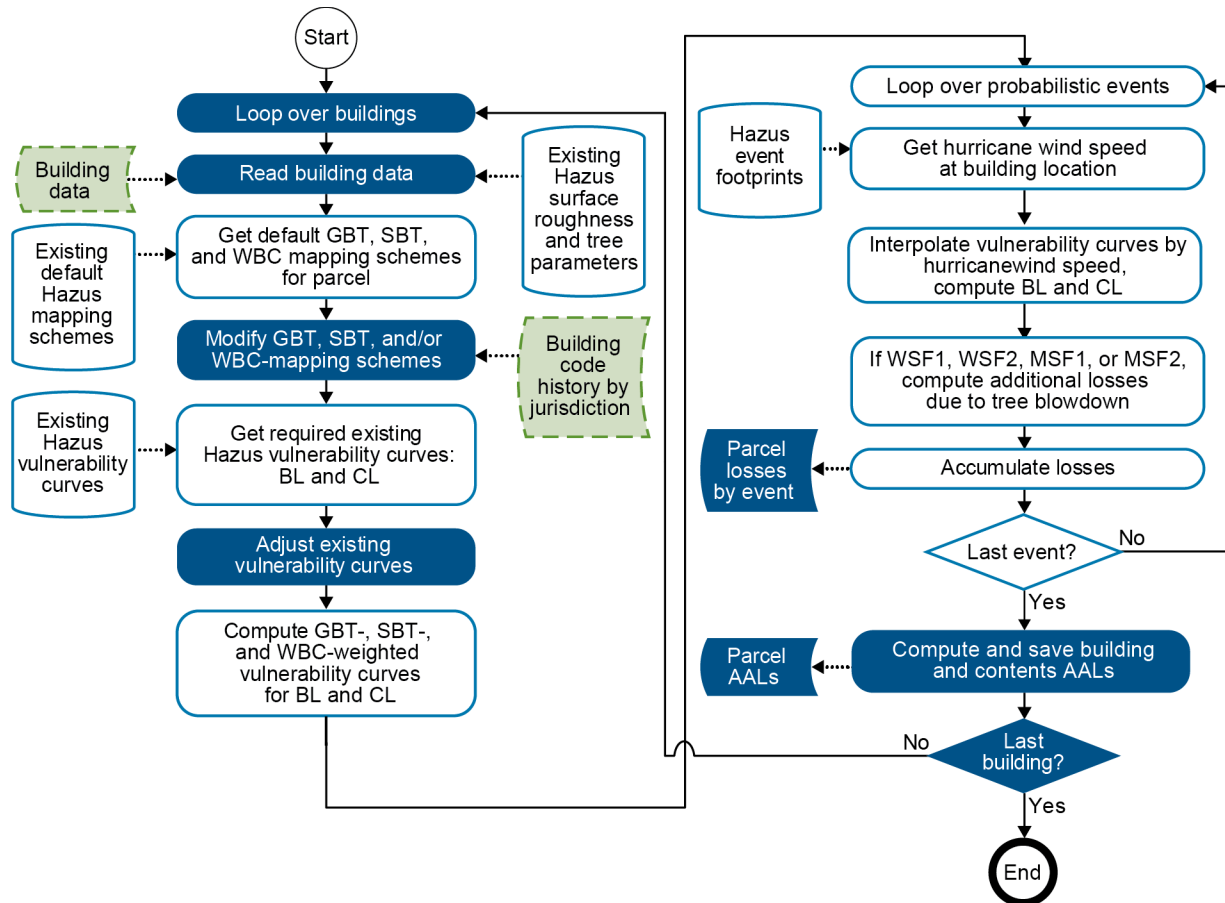 Start
Loop over buildings
Building
data
Read building data
Existing
Hazus
surface
roughness
and tree
parameters
Existing
default
Hazus
mapping
schemes
Get default GBT, SBT,
and WBC mapping schemes
for parcel
Modify GBT, SBT, and/or
WBC-mapping schemes
Building
code
history by
jurisdiction
Existing
Hazus
vulnerability
curves
Get required existing
Hazus vulnerability curves:
BL and CL
Adjust existing
vulnerability curves
Compute GBT-, SBT-,
and WBC-weighted
vulnerability curves
for BL and CL
Loop over probabilistic events
Hazus
event
footprints
Get hurricane wind speed
at building location
Interpolate vulnerability curves by
hurricanewind speed,
compute BL and CL
If WSF1, WSF2, MSF1, or MSF2,
compute additional losses
due to tree blowdown
Parcel
losses
by event
Accumulate losses
Last event?
No
Yes
Parcel
AALs
Compute and save building
and contents AALs
Last
building?
No
Yes
End